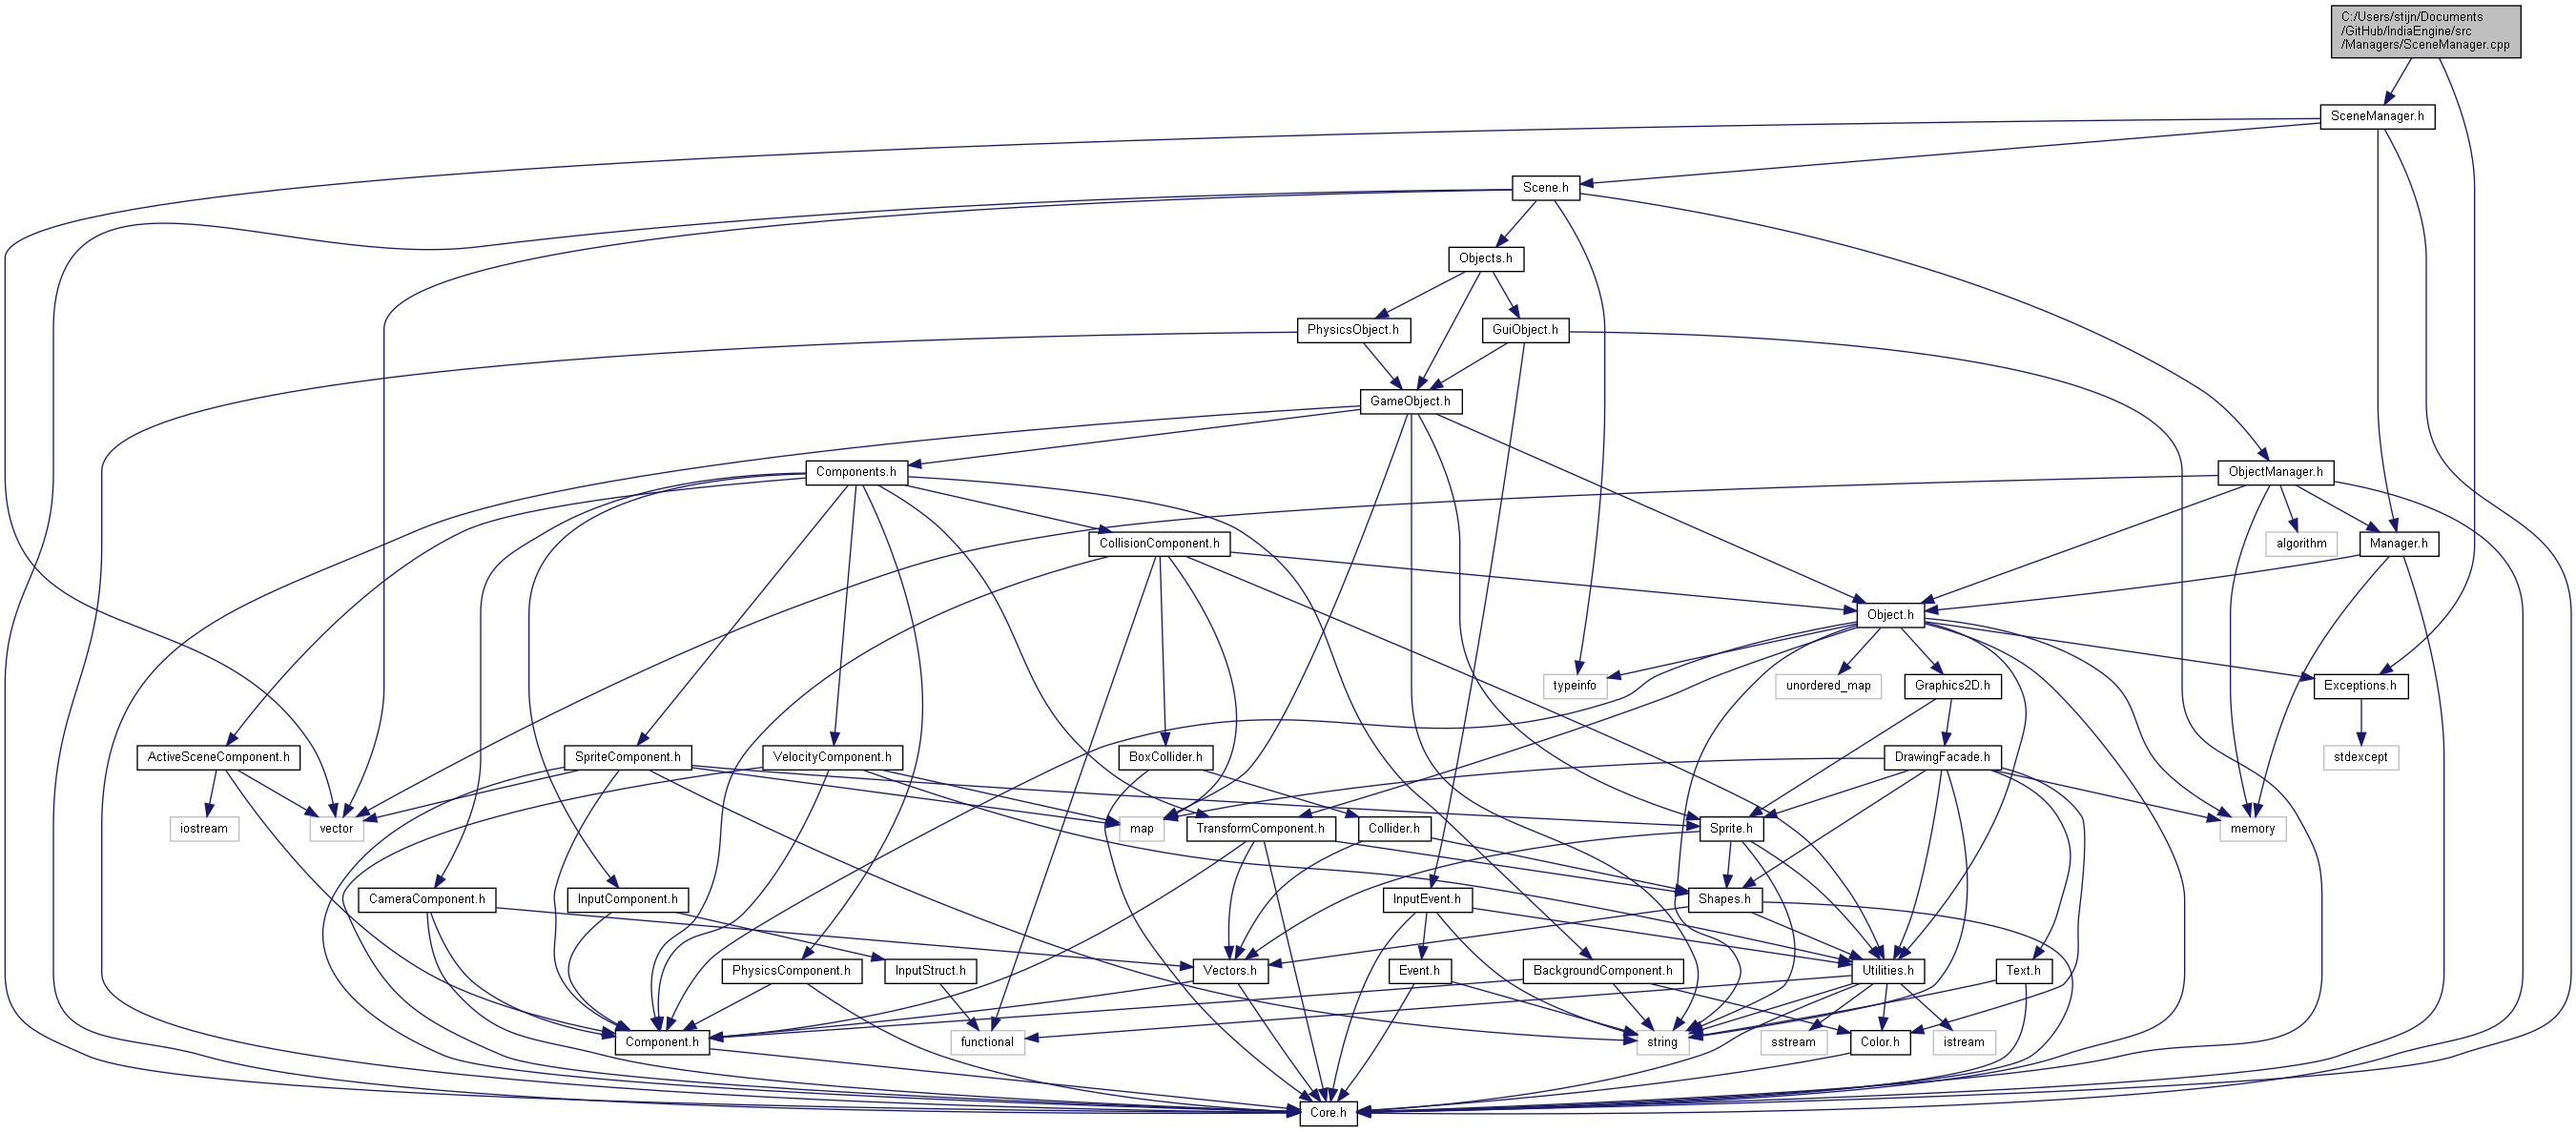 C:/Users/stijn/Documents
/GitHub/IndiaEngine/src
/Managers/SceneManager.cpp
SceneManager.h
Scene.h
Objects.h
PhysicsObject.h
GuiObject.h
GameObject.h
Components.h
ObjectManager.h
CollisionComponent.h
algorithm
Manager.h
Object.h
typeinfo
unordered_map
Graphics2D.h
Exceptions.h
ActiveSceneComponent.h
SpriteComponent.h
VelocityComponent.h
BoxCollider.h
DrawingFacade.h
stdexcept
iostream
vector
map
TransformComponent.h
Collider.h
Sprite.h
memory
CameraComponent.h
InputComponent.h
InputEvent.h
Shapes.h
PhysicsComponent.h
InputStruct.h
Vectors.h
Event.h
BackgroundComponent.h
Utilities.h
Text.h
Component.h
functional
string
sstream
Color.h
istream
Core.h